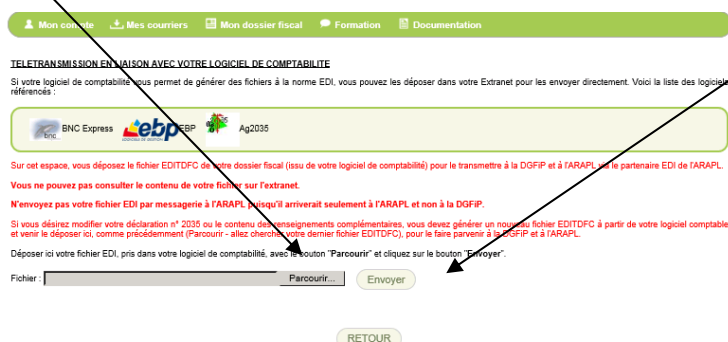 Mon compte Mes courriers Mon dossier fiscal Formation Documentation
TELETRANSMISSION EN LIAISON AVEC VOTRE LOGICIEL DE COMPTABILITE
Si votre logiciel de comptabilité vous permet de générer des fichiers à la norme EDI, vous pouvez les déposer dans votre Extranet pour les envoyer directement. Voici la liste des logiciels
référencés :
bnc BNC Express ebp EBP Ag2035
Sur cet espace, vous déposez le fichier EDITDFC de votre dossier fiscal (issu de votre logiciel de comptabilité) pour le transmettre à la DGFiP et à l'ARAPL via le partenaire EDI de l'ARAPL.
Vous ne pouvez pas consulter le contenu de votre fichier sur l'extranet.
N'envoyez pas votre fichier EDI par messagerie à l'ARAPL puisqu'il arriverait seulement à l'ARAPL et non à la DGFiP.
Si vous désirez modifier votre déclaration n° 2035 ou le contenu des renseignements complémentaires, vous devez générer un nouveau fichier EDITDFC à partir de votre logiciel comptable
et venir le déposer ici, comme précédemment (Parcourir - allez chercher votre dernier fichier EDITDFC), pour le faire parvenir à la DGFiP et à l'ARAPL.
Déposer ici votre fichier EDI, pris dans votre logiciel de comptabilité, avec le bouton "Parcourir" et cliquez sur le bouton "Envoyer".
Fichier : Parcourir... Envoyer
RETOUR